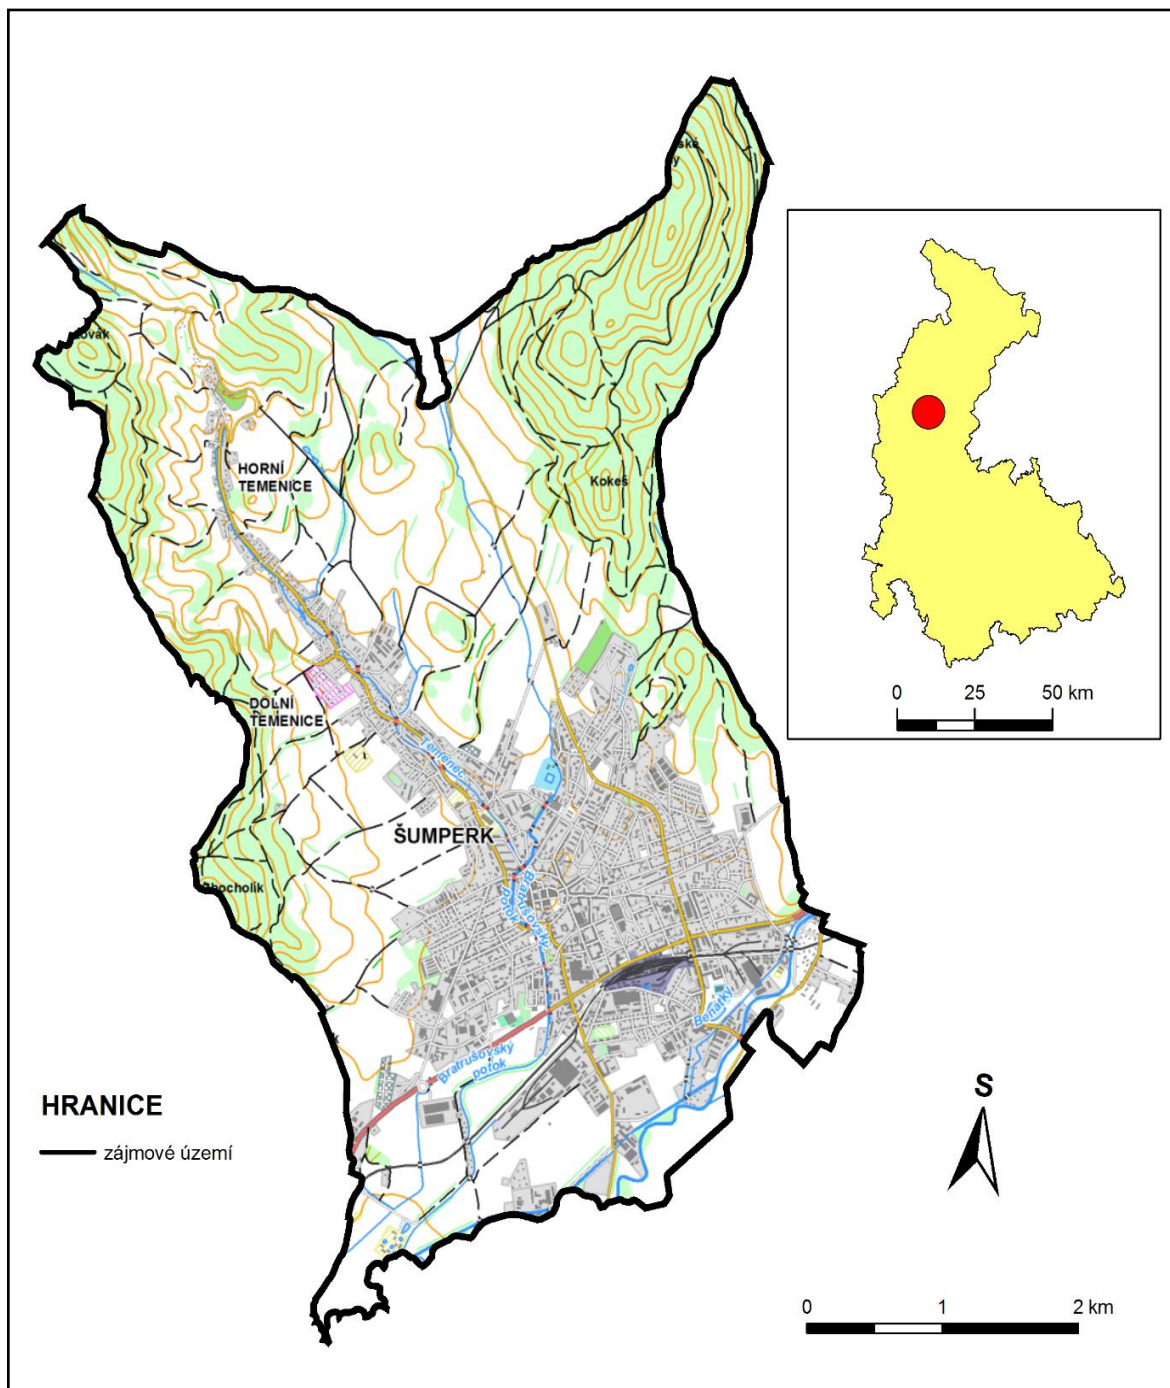 HORNÍ
TEMENICE
Kokeš
0 25 50 km
DOLNÍ
TEMENICE
Temenec
ŠUMPERK
Bratrušovský
potok
Benátky
Bratrušovský
potok
HRANICE
zájmové území
S
0 1 2 km